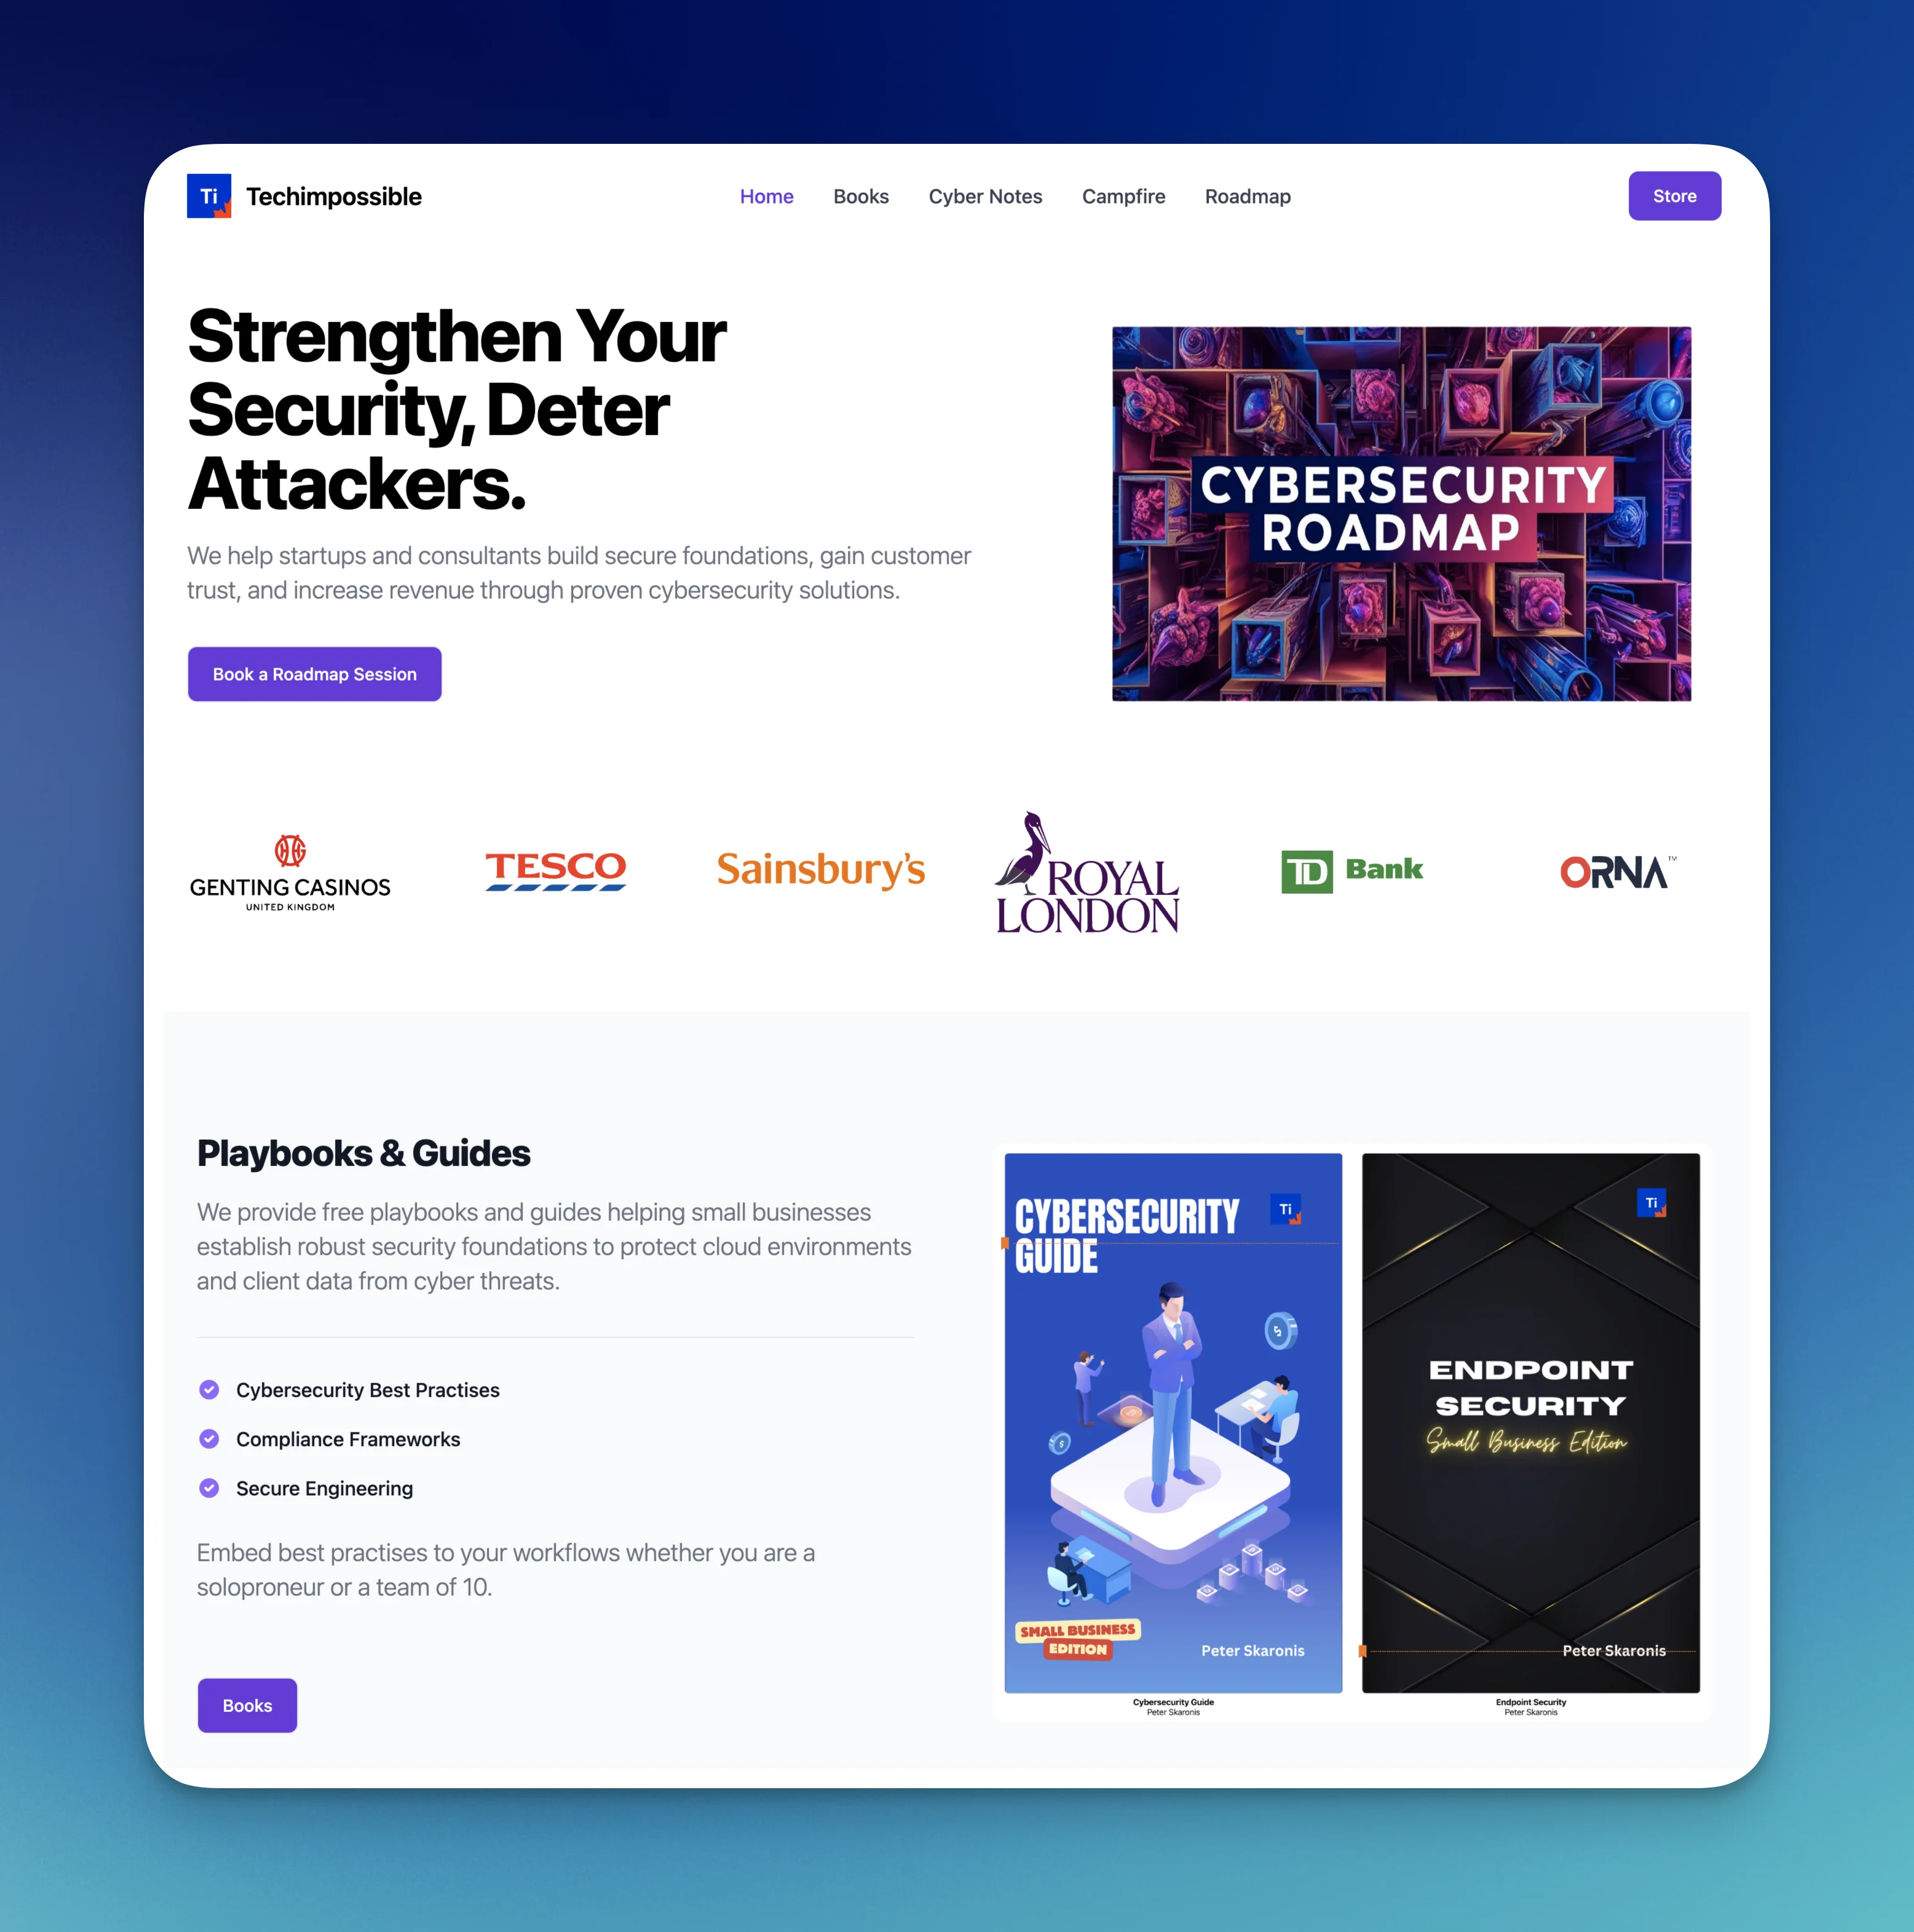 Ti Techimpossible
Home Books Cyber Notes Campfire Roadmap
Store
Strengthen Your
Security, Deter
Attackers.
We help startups and consultants build secure foundations, gain customer
trust, and increase revenue through proven cybersecurity solutions.
Book a Roadmap Session
CYBERSECURITY
ROADMAP
GENTING CASINOS
UNITED KINGDOM
TESCO
Sainsbury's
ROYAL
LONDON
TD Bank
ORNA™
Playbooks & Guides
We provide free playbooks and guides helping small businesses
establish robust security foundations to protect cloud environments
and client data from cyber threats.
Cybersecurity Best Practises
Compliance Frameworks
Secure Engineering
Embed best practises to your workflows whether you are a
soloproneur or a team of 10.
Books
CYBERSECURITY
GUIDE
Ti
SMALL BUSINESS
EDITION
Peter Skaronis
Cybersecurity Guide
Peter Skaronis
Ti
ENDPOINT
SECURITY
Small Business Edition
Peter Skaronis
Endpoint Security
Peter Skaronis